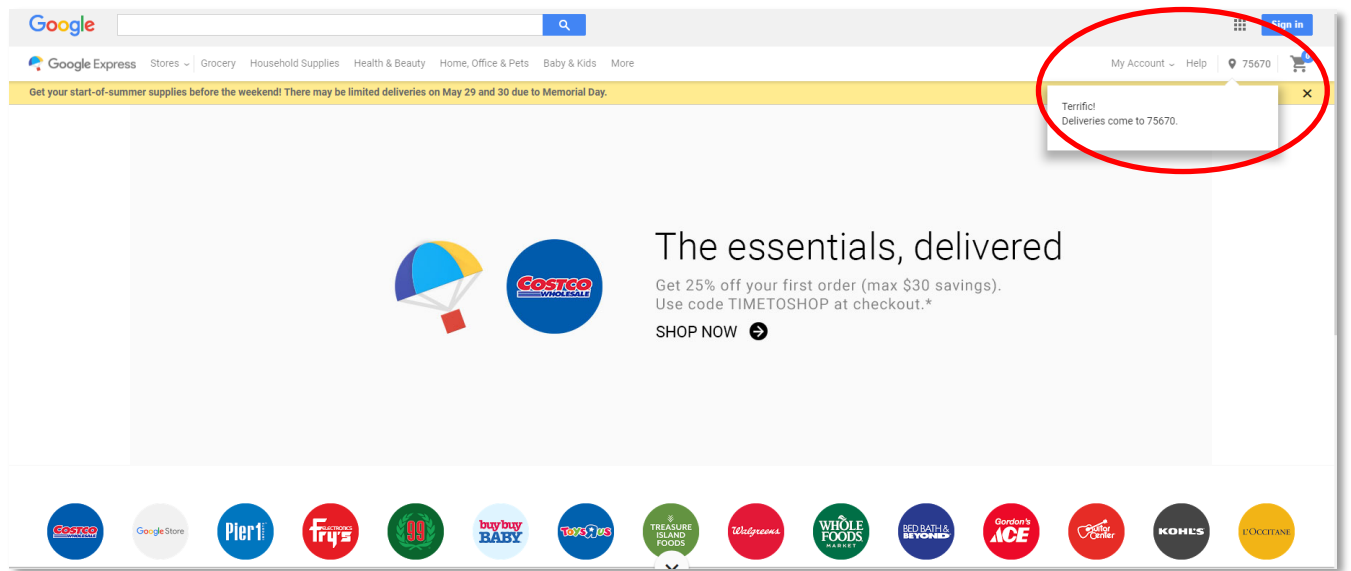 Google
Sign in
Google Express Stores Grocery Household Supplies Health & Beauty Home, Office & Pets Baby & Kids More My Account Help 75670
Get your start-of-summer supplies before the weekend! There may be limited deliveries on May 29 and 30 due to Memorial Day.
Terrific!
Deliveries come to 75670.
The essentials, delivered
COSTCO
WHOLESALE
Get 25% off your first order (max $30 savings).
Use code TIMETOSHOP at checkout.*
SHOP NOW
COSTCO
Google Store
Pier1
Fry's
ELECTRONICS
99
buybuy
BABY
ToysRUs
TREASURE
ISLAND
FOODS
Walgreens
WHOLE
FOODS
MARKET
BED BATH &
BEYOND
Gordon's
ACE
Guitar
Center
KOHL'S
L'OCCITANE